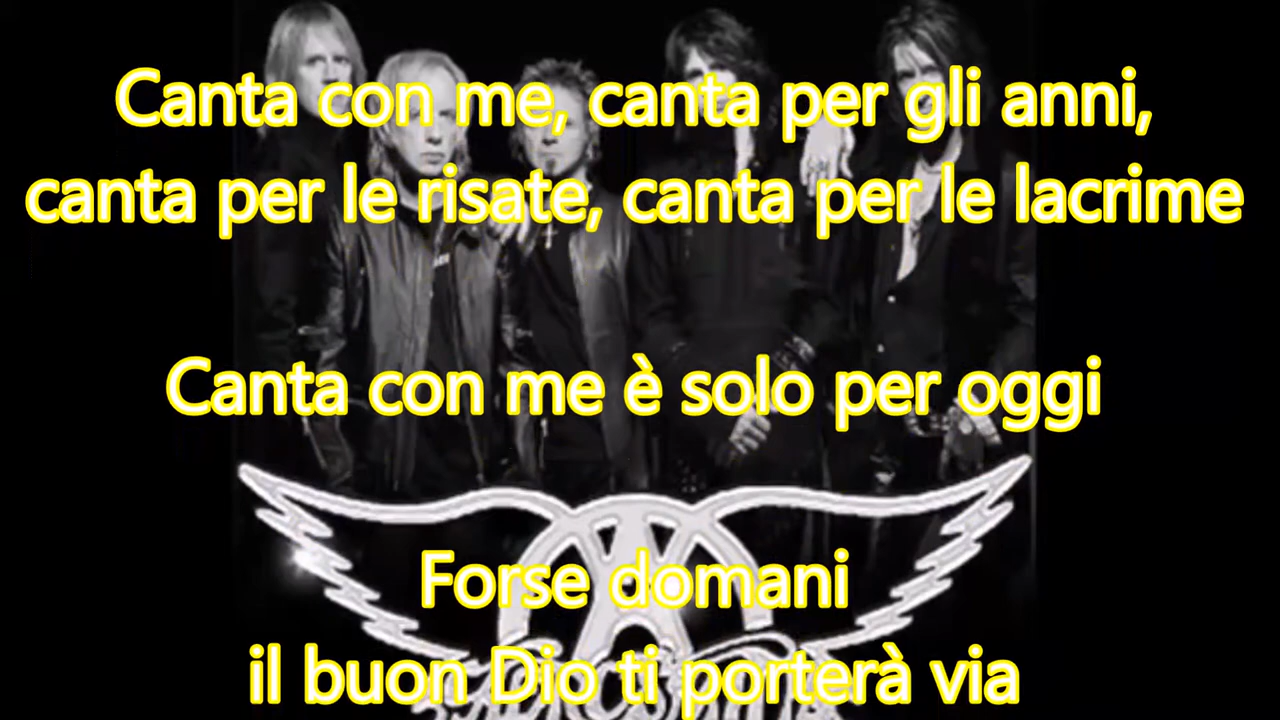 Canta con me, canta per gli anni,
canta per le risate, canta per le lacrime
Canta con me è solo per oggi
Forse domani
il buon Dio ti porterà via